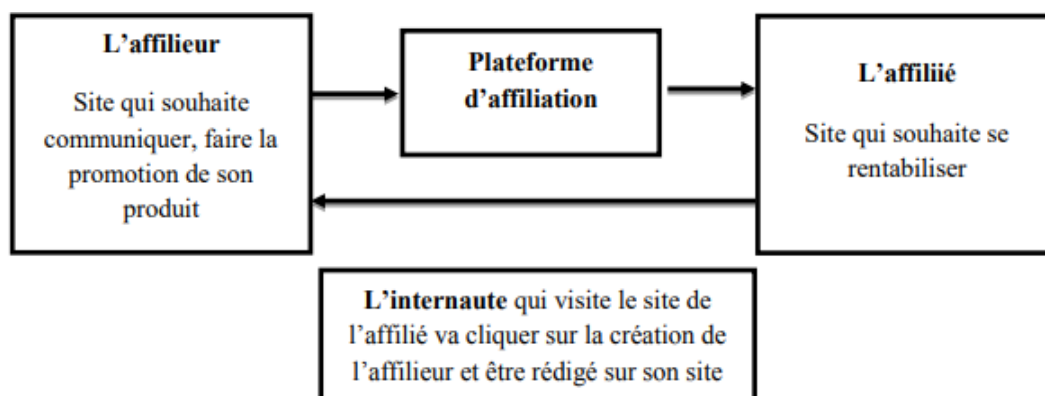 L’affilieur
Site qui souhaite
communiquer, faire la
promotion de son
produit
Plateforme
d’affiliation
L’affiliié
Site qui souhaite se
rentabiliser
L’internaute qui visite le site de
l’affilié va cliquer sur la création de
l’affilieur et être rédigé sur son site